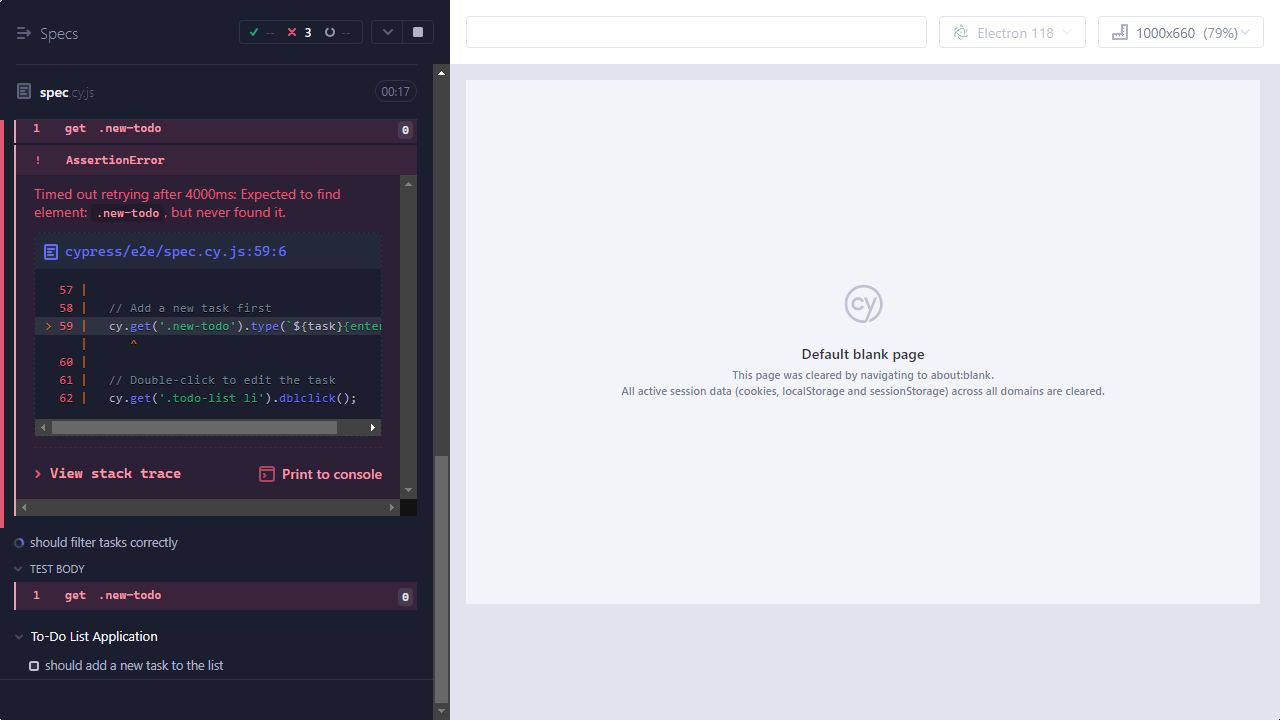 Specs
--
3
--
Electron 118
1000x660 (79%)
spec.cy.js
00:17
1 get .new-todo 0
! AssertionError
Timed out retrying after 4000ms: Expected to find
element: .new-todo, but never found it.
cypress/e2e/spec.cy.js:59:6
57 |
58 | // Add a new task first
> 59 | cy.get('.new-todo').type(`${task}{enter
| ^
60 |
61 | // Double-click to edit the task
62 | cy.get('.todo-list li').dblclick();
> View stack trace
Print to console
should filter tasks correctly
TEST BODY
1 get .new-todo 0
To-Do List Application
should add a new task to the list
cy
Default blank page
This page was cleared by navigating to about:blank.
All active session data (cookies, localStorage and sessionStorage) across all domains are cleared.